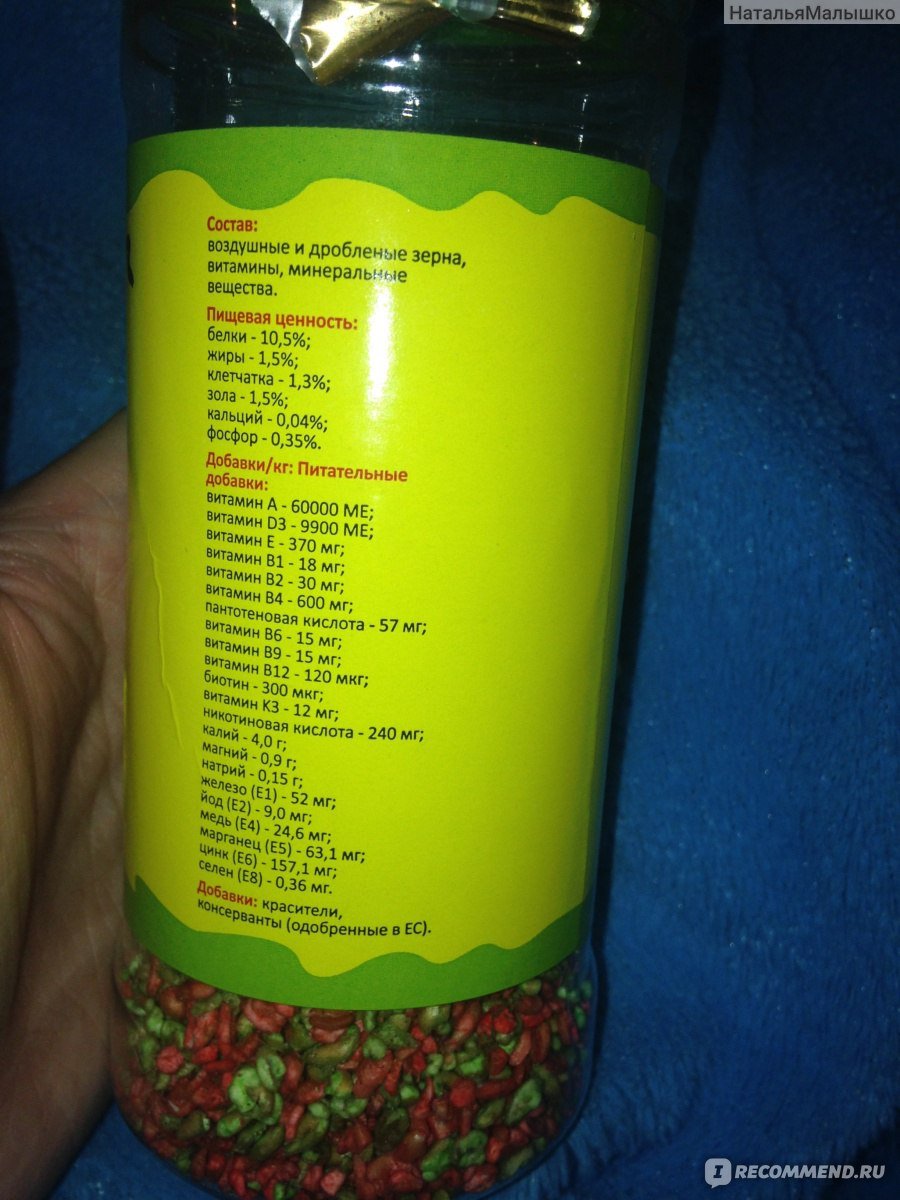 НатальяМалышко
Состав:
воздушные и дробленые зерна,
витамины, минеральные
вещества.
Пищевая ценность:
белки - 10,5%;
жиры - 1,5%;
клетчатка - 1,3%;
зола - 1,5%;
кальций - 0,04%;
фосфор - 0,35%.
Добавки/кг: Питательные
добавки:
витамин А - 60000 МЕ;
витамин D3 - 9900 МЕ;
витамин Е - 370 мг;
витамин В1 - 18 мг;
витамин В2 - 30 мг;
витамин В4 - 600 мг;
пантотеновая кислота - 57 мг;
витамин В6 - 15 мг;
витамин В9 - 15 мг;
витамин В12 - 120 мкг;
биотин - 300 мкг;
витамин К3 - 12 мг;
никотиновая кислота - 240 мг;
калий - 4,0 г;
магний - 0,9 г;
натрий - 0,15 г;
железо (Е1) - 52 мг;
йод (Е2) - 9,0 мг;
медь (Е4) - 24,6 мг;
марганец (Е5) - 63,1 мг;
цинк (Е6) - 157,1 мг;
селен (Е8) - 0,36 мг.
Добавки: красители,
консерванты (одобренные в ЕС).
IRECOMMEND.RU